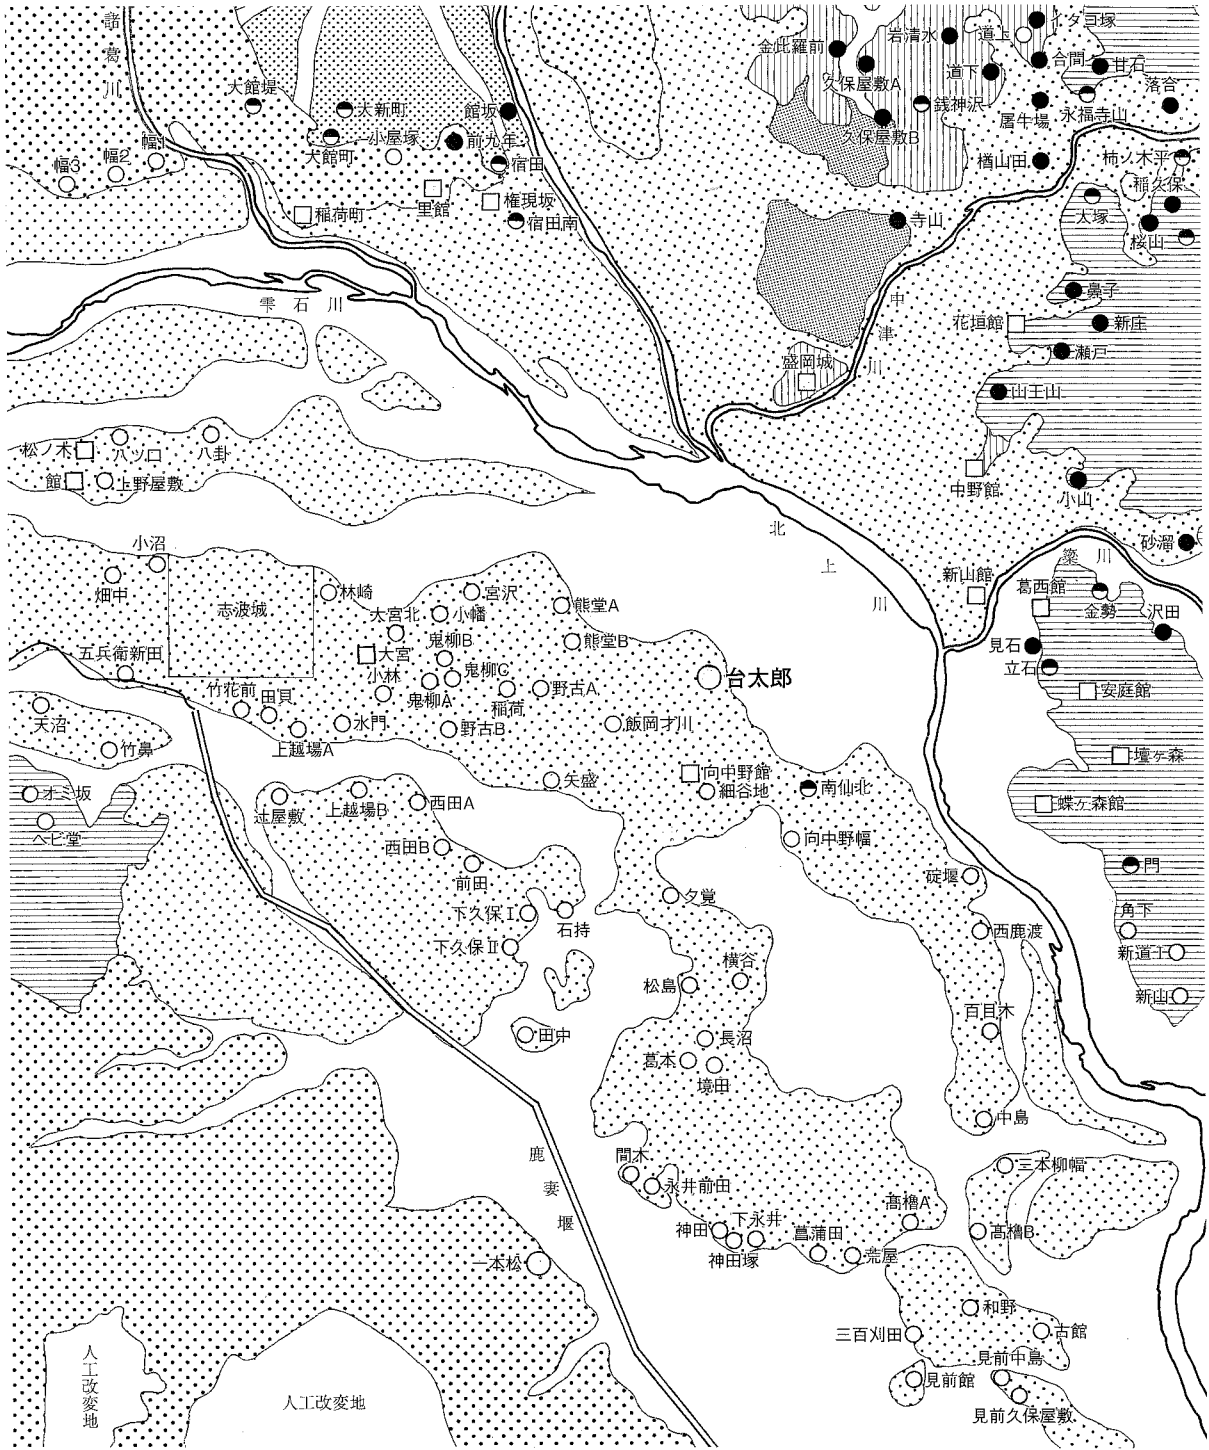 諸葛川
大館堤
大新町
大館町
小屋塚
館坂
前九年
宿田
幅1
幅2
幅3
里館
権現坂
宿田南
稲荷町
雫石川
金比羅前
久保屋敷A
久保屋敷B
岩清水
道上
イタコ塚
道下
合間
甘石
落合
銭神沢
屠牛場
永福寺山
楢山田
柿ノ木平
稲久保
太塚
桜山
寺山
中津川
鼻子
花垣館
新庄
瀬戸
盛岡城
山王山
中野館
小山
砂溜
松ノ木
八ツ口
八卦
館
上野屋敷
北上川
簗川
小沼
畑中
志波城
林崎
宮沢
小幡
大宮北
熊堂A
熊堂B
鬼柳B
大宮
鬼柳C
小林
鬼柳A
稲荷
野古A
台太郎
新山館
葛西館
金勢
沢田
見石
立石
安庭館
五兵衛新田
竹花前
田貝
天沼
竹鼻
上越場A
水門
野古B
飯岡才川
矢盛
向中野館
細谷地
南仙北
壇ヶ森
蝶ケ森館
オミ坂
ヘビ堂
辻屋敷
上越場B
西田A
西田B
前田
向中野幅
門
碇堰
夕覚
下久保Ⅰ
石持
下久保Ⅱ
角下
西鹿渡
新道Ⅰ
横谷
松島
新山
田中
長沼
百目木
葛本
境田
中島
鹿妻堰
間木
永井前田
三本柳幅
高櫓A
高櫓B
神田
下永井
神田塚
菖蒲田
荒屋
一本松
和野
三百刈田
古館
見前中島
見前館
見前久保屋敷
人工改変地
人工改変地